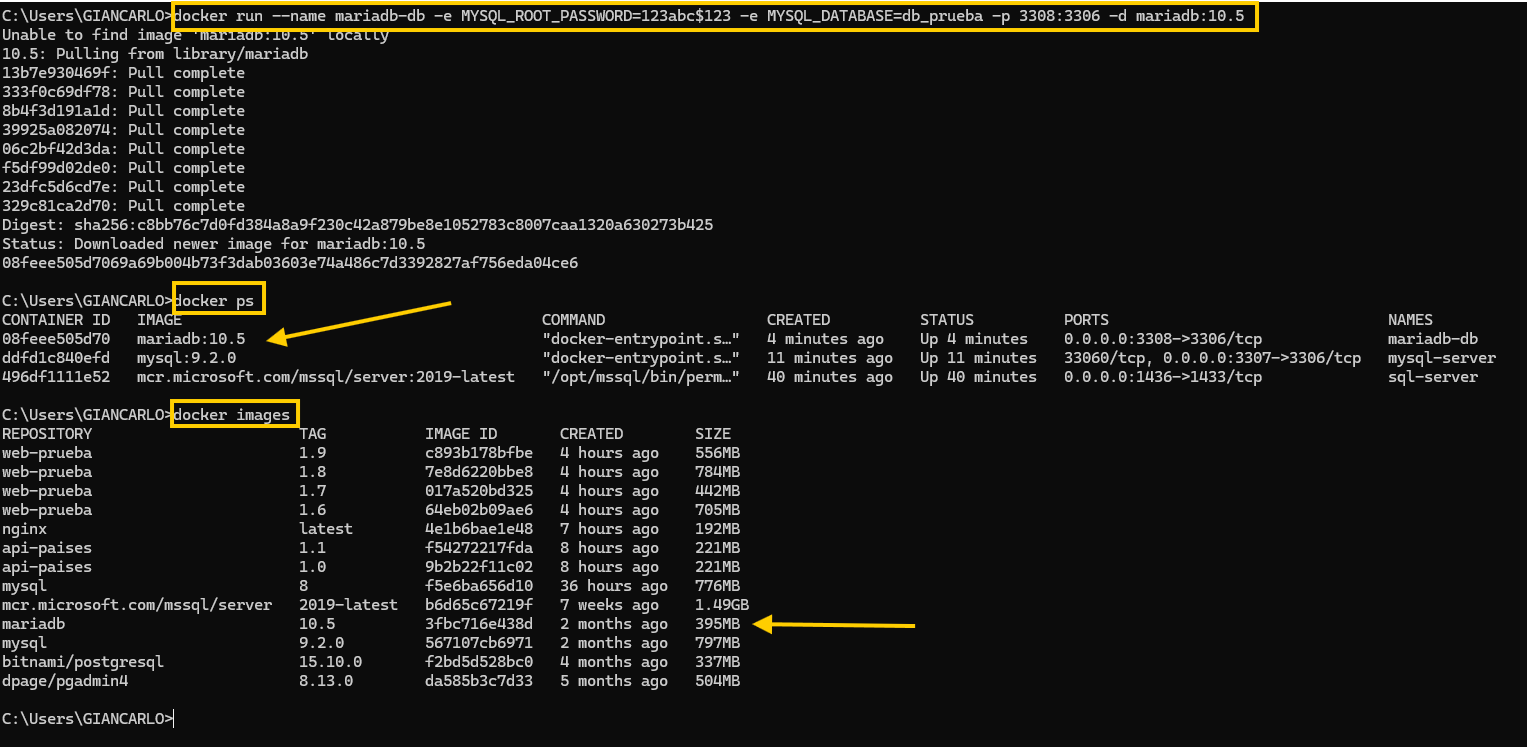 C:\Users\GIANCARLO>docker run --name mariadb-db -e MYSQL_ROOT_PASSWORD=123abc$123 -e MYSQL_DATABASE=db_prueba -p 3308:3306 -d mariadb:10.5
Unable to find image 'mariadb:10.5' locally
10.5: Pulling from library/mariadb
13b7e930469f: Pull complete
333f0c69df78: Pull complete
8b4f3d191a1d: Pull complete
39925a082074: Pull complete
06c2bf42d3da: Pull complete
f5df99d02de0: Pull complete
23dfc5d6cd7e: Pull complete
329c81ca2d70: Pull complete
Digest: sha256:c8bb76c7d0fd384a8a9f230c42a879be8e1052783c8007caa1320a630273b425
Status: Downloaded newer image for mariadb:10.5
08feee505d7069a69b004b73f3dab03603e74a486c7d3392827af756eda04ce6
C:\Users\GIANCARLO>docker ps
CONTAINER ID   IMAGE                                        COMMAND                  CREATED          STATUS          PORTS                               NAMES
08feee505d70   mariadb:10.5                                 "docker-entrypoint.s…"   4 minutes ago    Up 4 minutes    0.0.0.0:3308->3306/tcp              mariadb-db
ddfd1c840efd   mysql:9.2.0                                  "docker-entrypoint.s…"   11 minutes ago   Up 11 minutes   33060/tcp, 0.0.0.0:3307->3306/tcp   mysql-server
496df1111e52   mcr.microsoft.com/mssql/server:2019-latest   "/opt/mssql/bin/perm…"   40 minutes ago   Up 40 minutes   0.0.0.0:1436->1433/tcp              sql-server
C:\Users\GIANCARLO>docker images
REPOSITORY                       TAG           IMAGE ID       CREATED        SIZE
web-prueba                       1.9           c893b178bfbe   4 hours ago    556MB
web-prueba                       1.8           7e8d6220bbe8   4 hours ago    784MB
web-prueba                       1.7           017a520bd325   4 hours ago    442MB
web-prueba                       1.6           64eb02b09ae6   4 hours ago    705MB
nginx                            latest        4e1b6bae1e48   7 hours ago    192MB
api-paises                       1.1           f54272217fda   8 hours ago    221MB
api-paises                       1.0           9b2b22f11c02   8 hours ago    221MB
mysql                            8             f5e6ba656d10   36 hours ago   776MB
mcr.microsoft.com/mssql/server   2019-latest   b6d65c67219f   7 weeks ago    1.49GB
mariadb                          10.5          3fbc716e438d   2 months ago   395MB
mysql                            9.2.0         567107cb6971   2 months ago   797MB
bitnami/postgresql               15.10.0       f2bd5d528bc0   4 months ago   337MB
dpage/pgadmin4                   8.13.0        da585b3c7d33   5 months ago   504MB
C:\Users\GIANCARLO>